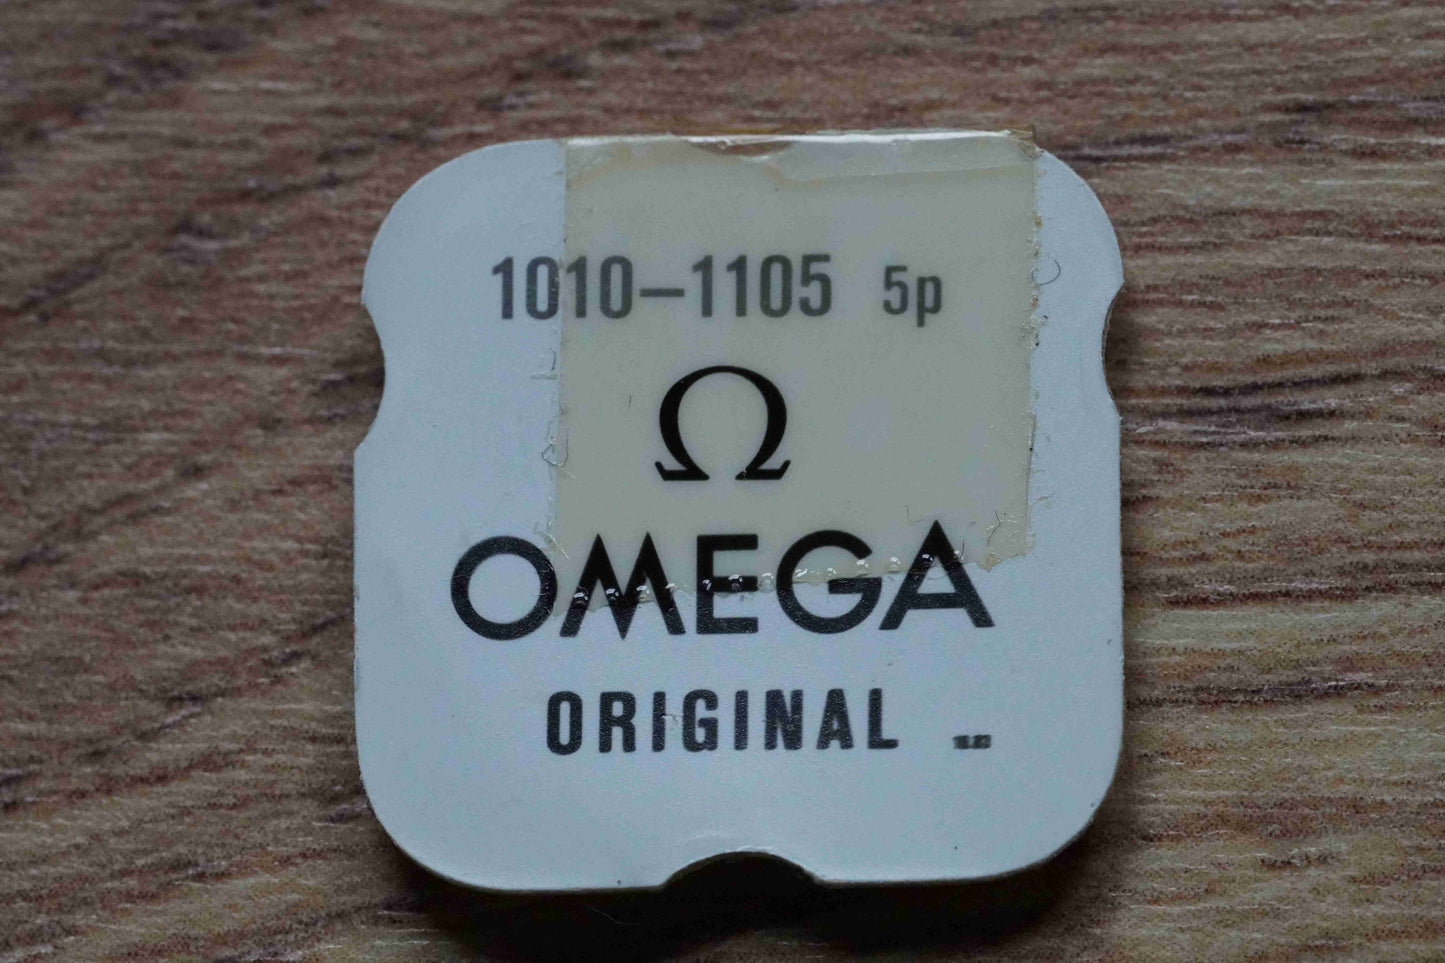 1010–1105 5p
Ω
OMEGA
ORIGINAL